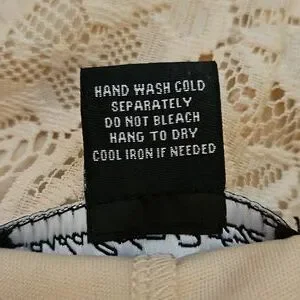 HAND WASH COLD
SEPARATELY
DO NOT BLEACH
HANG TO DRY
COOL IRON IF NEEDED